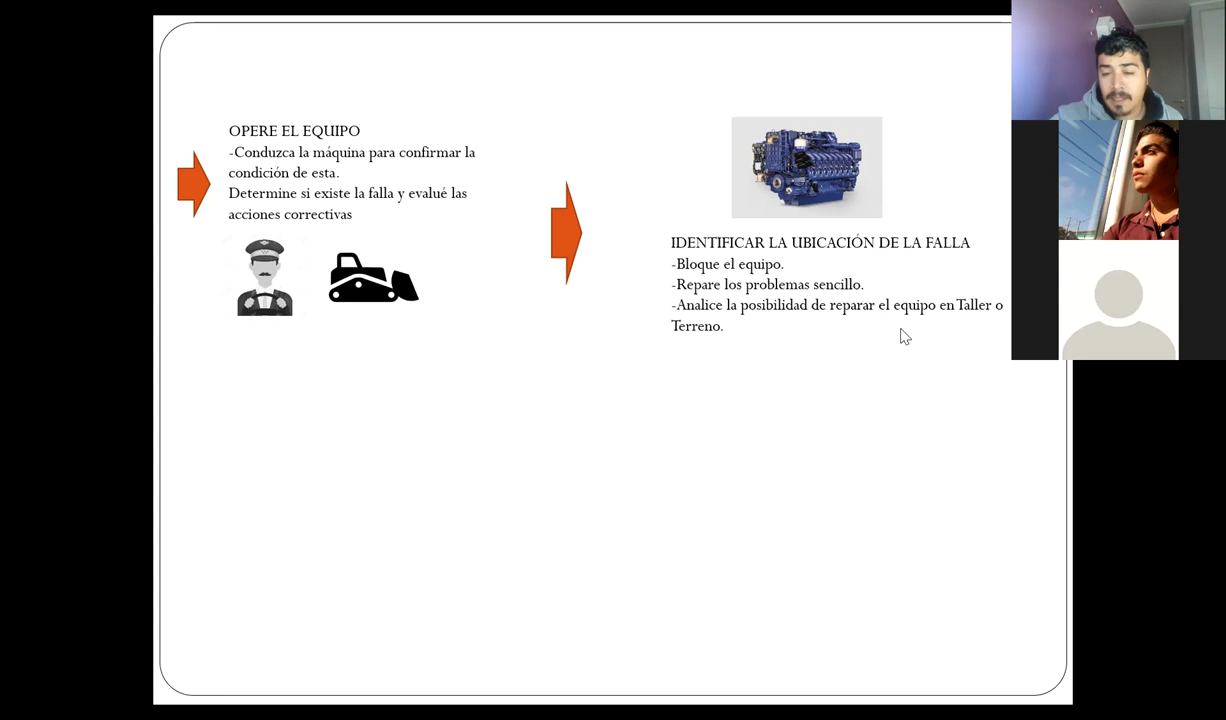 OPERE EL EQUIPO
-Conduzca la máquina para confirmar la
condición de esta.
Determine si existe la falla y evalué las
acciones correctivas
IDENTIFICAR LA UBICACIÓN DE LA FALLA
-Bloque el equipo.
-Repare los problemas sencillo.
-Analice la posibilidad de reparar el equipo en Taller o
Terreno.